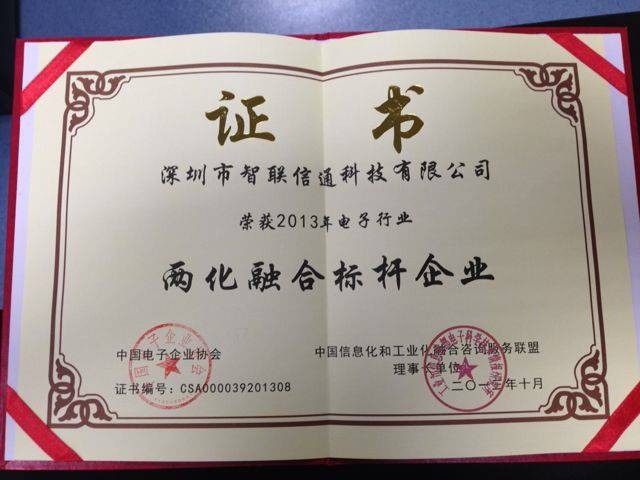 证 书
深圳市智联信通科技有限公司
荣获2013年电子行业
两化融合标杆企业
中国电子企业协会
证书编号：CSA000039201308
中国信息化和工业化融合咨询服务联盟
理事长单位
二〇一 年十月